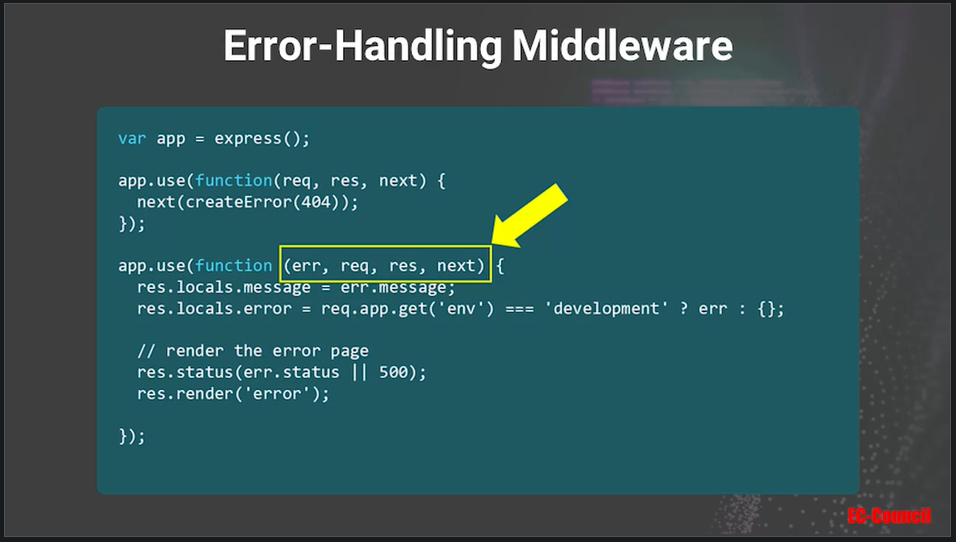 Error-Handling Middleware
var app = express();
app.use(function(req, res, next) {
next(createError(404));
});
app.use(function (err, req, res, next) {
res.locals.message = err.message;
res.locals.error = req.app.get('env') === 'development' ? err : {};
// render the error page
res.status(err.status || 500);
res.render('error');
});
EC-Council